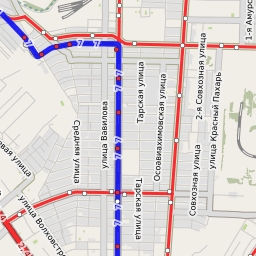 1-я Амурс
2-я Совхозная улица
Тарская улица
улица Вавилова
Осоавиахимовская улица
улица Красный Пахарь
Средняя улица
Совхозная улица
Тарская улица
улица Волховстр
7
7
7
7
7